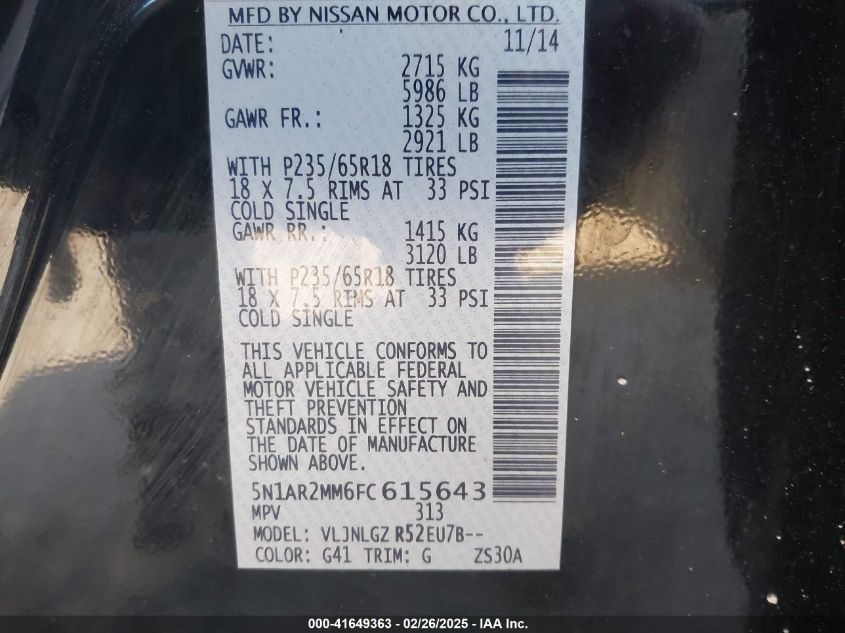 MFD BY NISSAN MOTOR CO., LTD.
DATE: 11/14
GVWR: 2715 KG
5986 LB
GAWR FR.: 1325 KG
2921 LB
WITH P235/65R18 TIRES
18 X 7.5 RIMS AT 33 PSI
COLD SINGLE
GAWR RR.: 1415 KG
3120 LB
WITH P235/65R18 TIRES
18 X 7.5 RIMS AT 33 PSI
COLD SINGLE
THIS VEHICLE CONFORMS TO
ALL APPLICABLE FEDERAL
MOTOR VEHICLE SAFETY AND
THEFT PREVENTION
STANDARDS IN EFFECT ON
THE DATE OF MANUFACTURE
SHOWN ABOVE.
5N1AR2MM6FC615643
MPV 313
MODEL: VLJNLGZ R52EU7B--
COLOR: G41 TRIM: G ZS30A
000-41649363 - 02/26/2025 - IAA Inc.